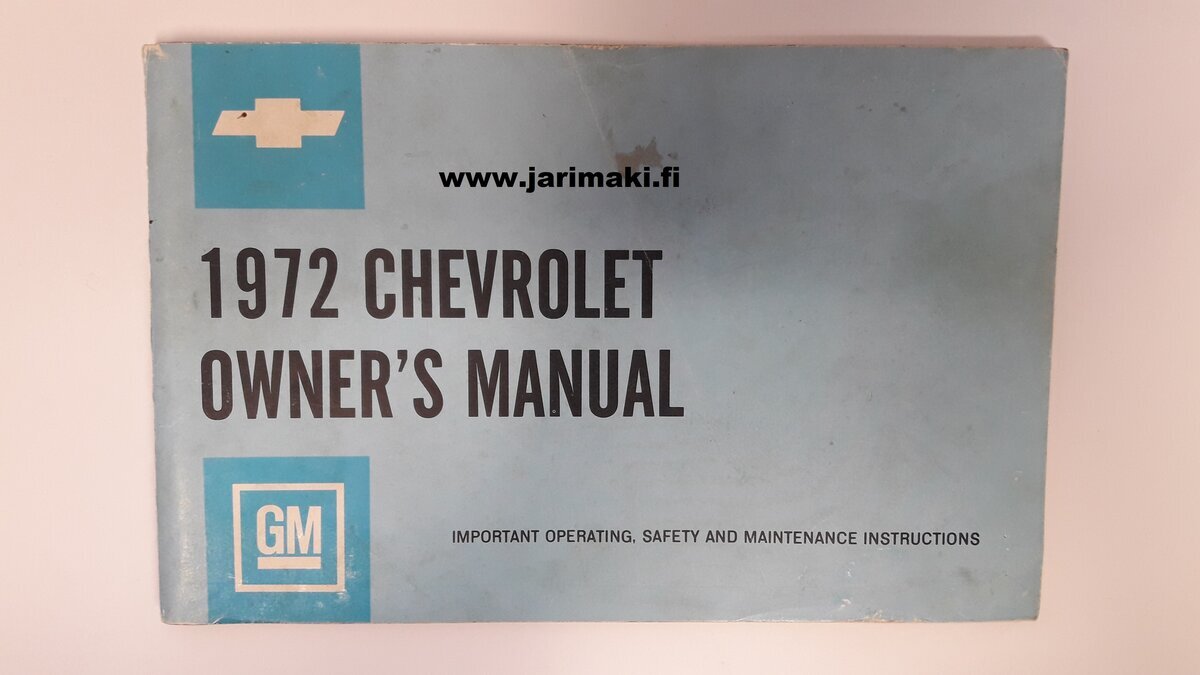 www.jarimaki.fi
1972 CHEVROLET
OWNER'S MANUAL
GM
IMPORTANT OPERATING, SAFETY AND MAINTENANCE INSTRUCTIONS